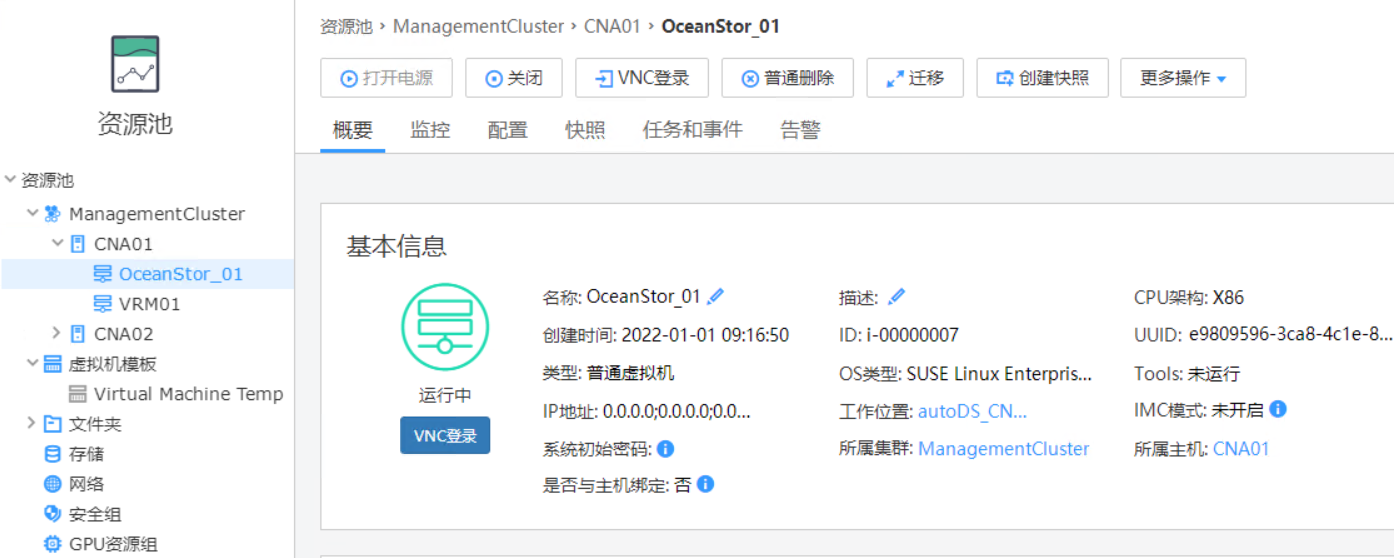 资源池
资源池
ManagementCluster
CNA01
OceanStor_01
VRM01
CNA02
虚拟机模板
Virtual Machine Temp
文件夹
存储
网络
安全组
GPU资源组
资源池 › ManagementCluster › CNA01 › OceanStor_01
打开电源 关闭 VNC登录 普通删除 迁移 创建快照 更多操作
概要 监控 配置 快照 任务和事件 告警
基本信息
运行中
VNC登录
名称: OceanStor_01 描述: CPU架构: X86
创建时间: 2022-01-01 09:16:50 ID: i-00000007 UUID: e9809596-3ca8-4c1e-8...
类型: 普通虚拟机 OS类型: SUSE Linux Enterpris... Tools: 未运行
IP地址: 0.0.0.0;0.0.0.0;0.0... 工作位置: autoDS_CN... IMC模式: 未开启
系统初始密码: 所属集群: ManagementCluster 所属主机: CNA01
是否与主机绑定: 否